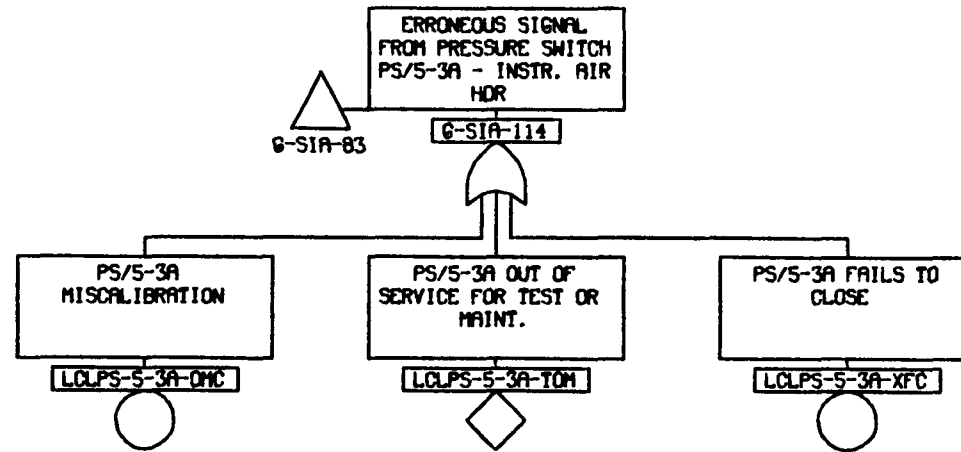 ERRONEOUS SIGNAL
FROM PRESSURE SWITCH
PS/5-3A - INSTR. AIR
HDR
G-SIA-83
G-SIA-114
PS/5-3A
MISCALIBRATION
PS/5-3A OUT OF
SERVICE FOR TEST OR
MAINT.
PS/5-3A FAILS TO
CLOSE
LCLPS-5-3A-OMC
LCLPS-5-3A-TOM
LCLPS-5-3A-XFC